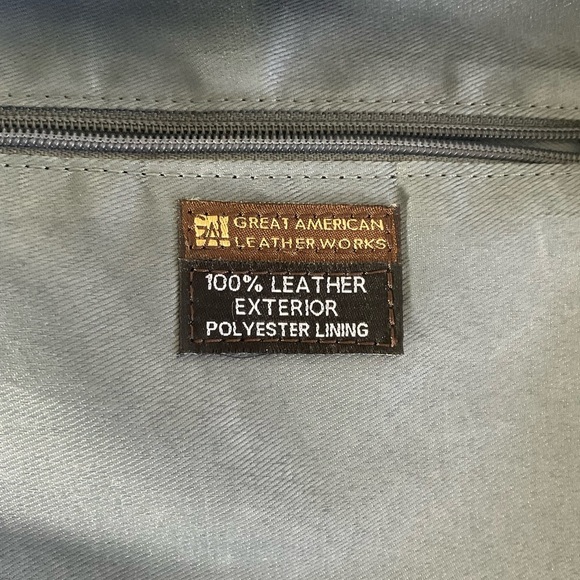 GREAT AMERICAN
LEATHER WORKS
100% LEATHER
EXTERIOR
POLYESTER LINING